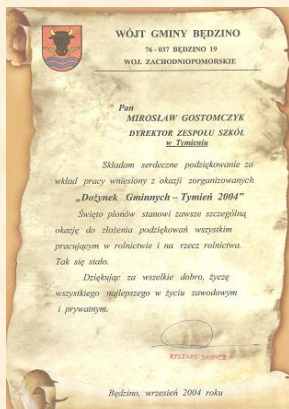 WÓJT GMINY BĘDZINO
76 - 037 BĘDZINO 19
WOJ. ZACHODNIOPOMORSKIE
Pan
MIROSŁAW GOSTOMCZYK
DYREKTOR ZESPOŁU SZKÓŁ
w Tymieniu
Składam serdeczne podziękowanie za
wkład pracy wniesiony z okazji zorganizowanych
„Dożynek Gminnych – Tymień 2004”
Święto plonów stanowi zawsze szczególną
okazję do złożenia podziękowań wszystkim
pracującym w rolnictwie i na rzecz rolnictwa.
Tak się stało.
Dziękując za wszelkie dobro, życzę
wszystkiego najlepszego w życiu zawodowym
i prywatnym.
RYSZARD
Będzino, wrzesień 2004 roku